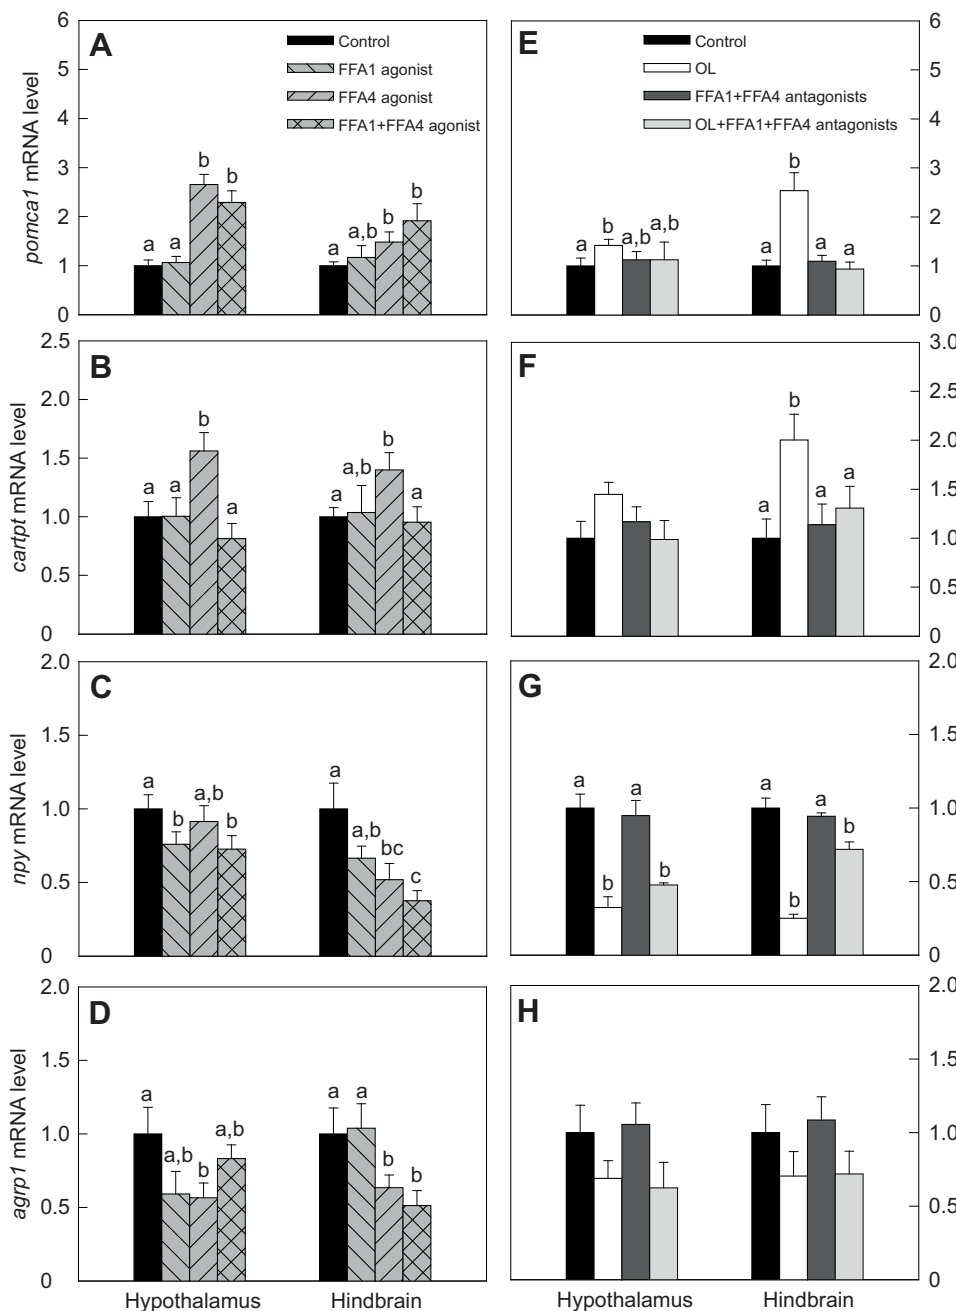 A
Control
FFA1 agonist
FFA4 agonist
FFA1+FFA4 agonist
pomca1 mRNA level
6
5
4
3
2
1
0
a a b b
a a,b b b
E
Control
OL
FFA1+FFA4 antagonists
OL+FFA1+FFA4 antagonists
a b a,b a,b
a b a a
6
5
4
3
2
1
0
B
cartpt mRNA level
2.5
2.0
1.5
1.0
0.5
0
a a b a
a a,b b a
F
a b a a
3.0
2.5
2.0
1.5
1.0
0.5
0
C
npy mRNA level
2.0
1.5
1.0
0.5
0
a b a,b b
a a,b bc c
G
a b a b
a b a b
2.0
1.5
1.0
0.5
0
D
agrp1 mRNA level
2.0
1.5
1.0
0.5
0
a a,b b a,b
a a b b
Hypothalamus Hindbrain
H
2.0
1.5
1.0
0.5
0
Hypothalamus Hindbrain